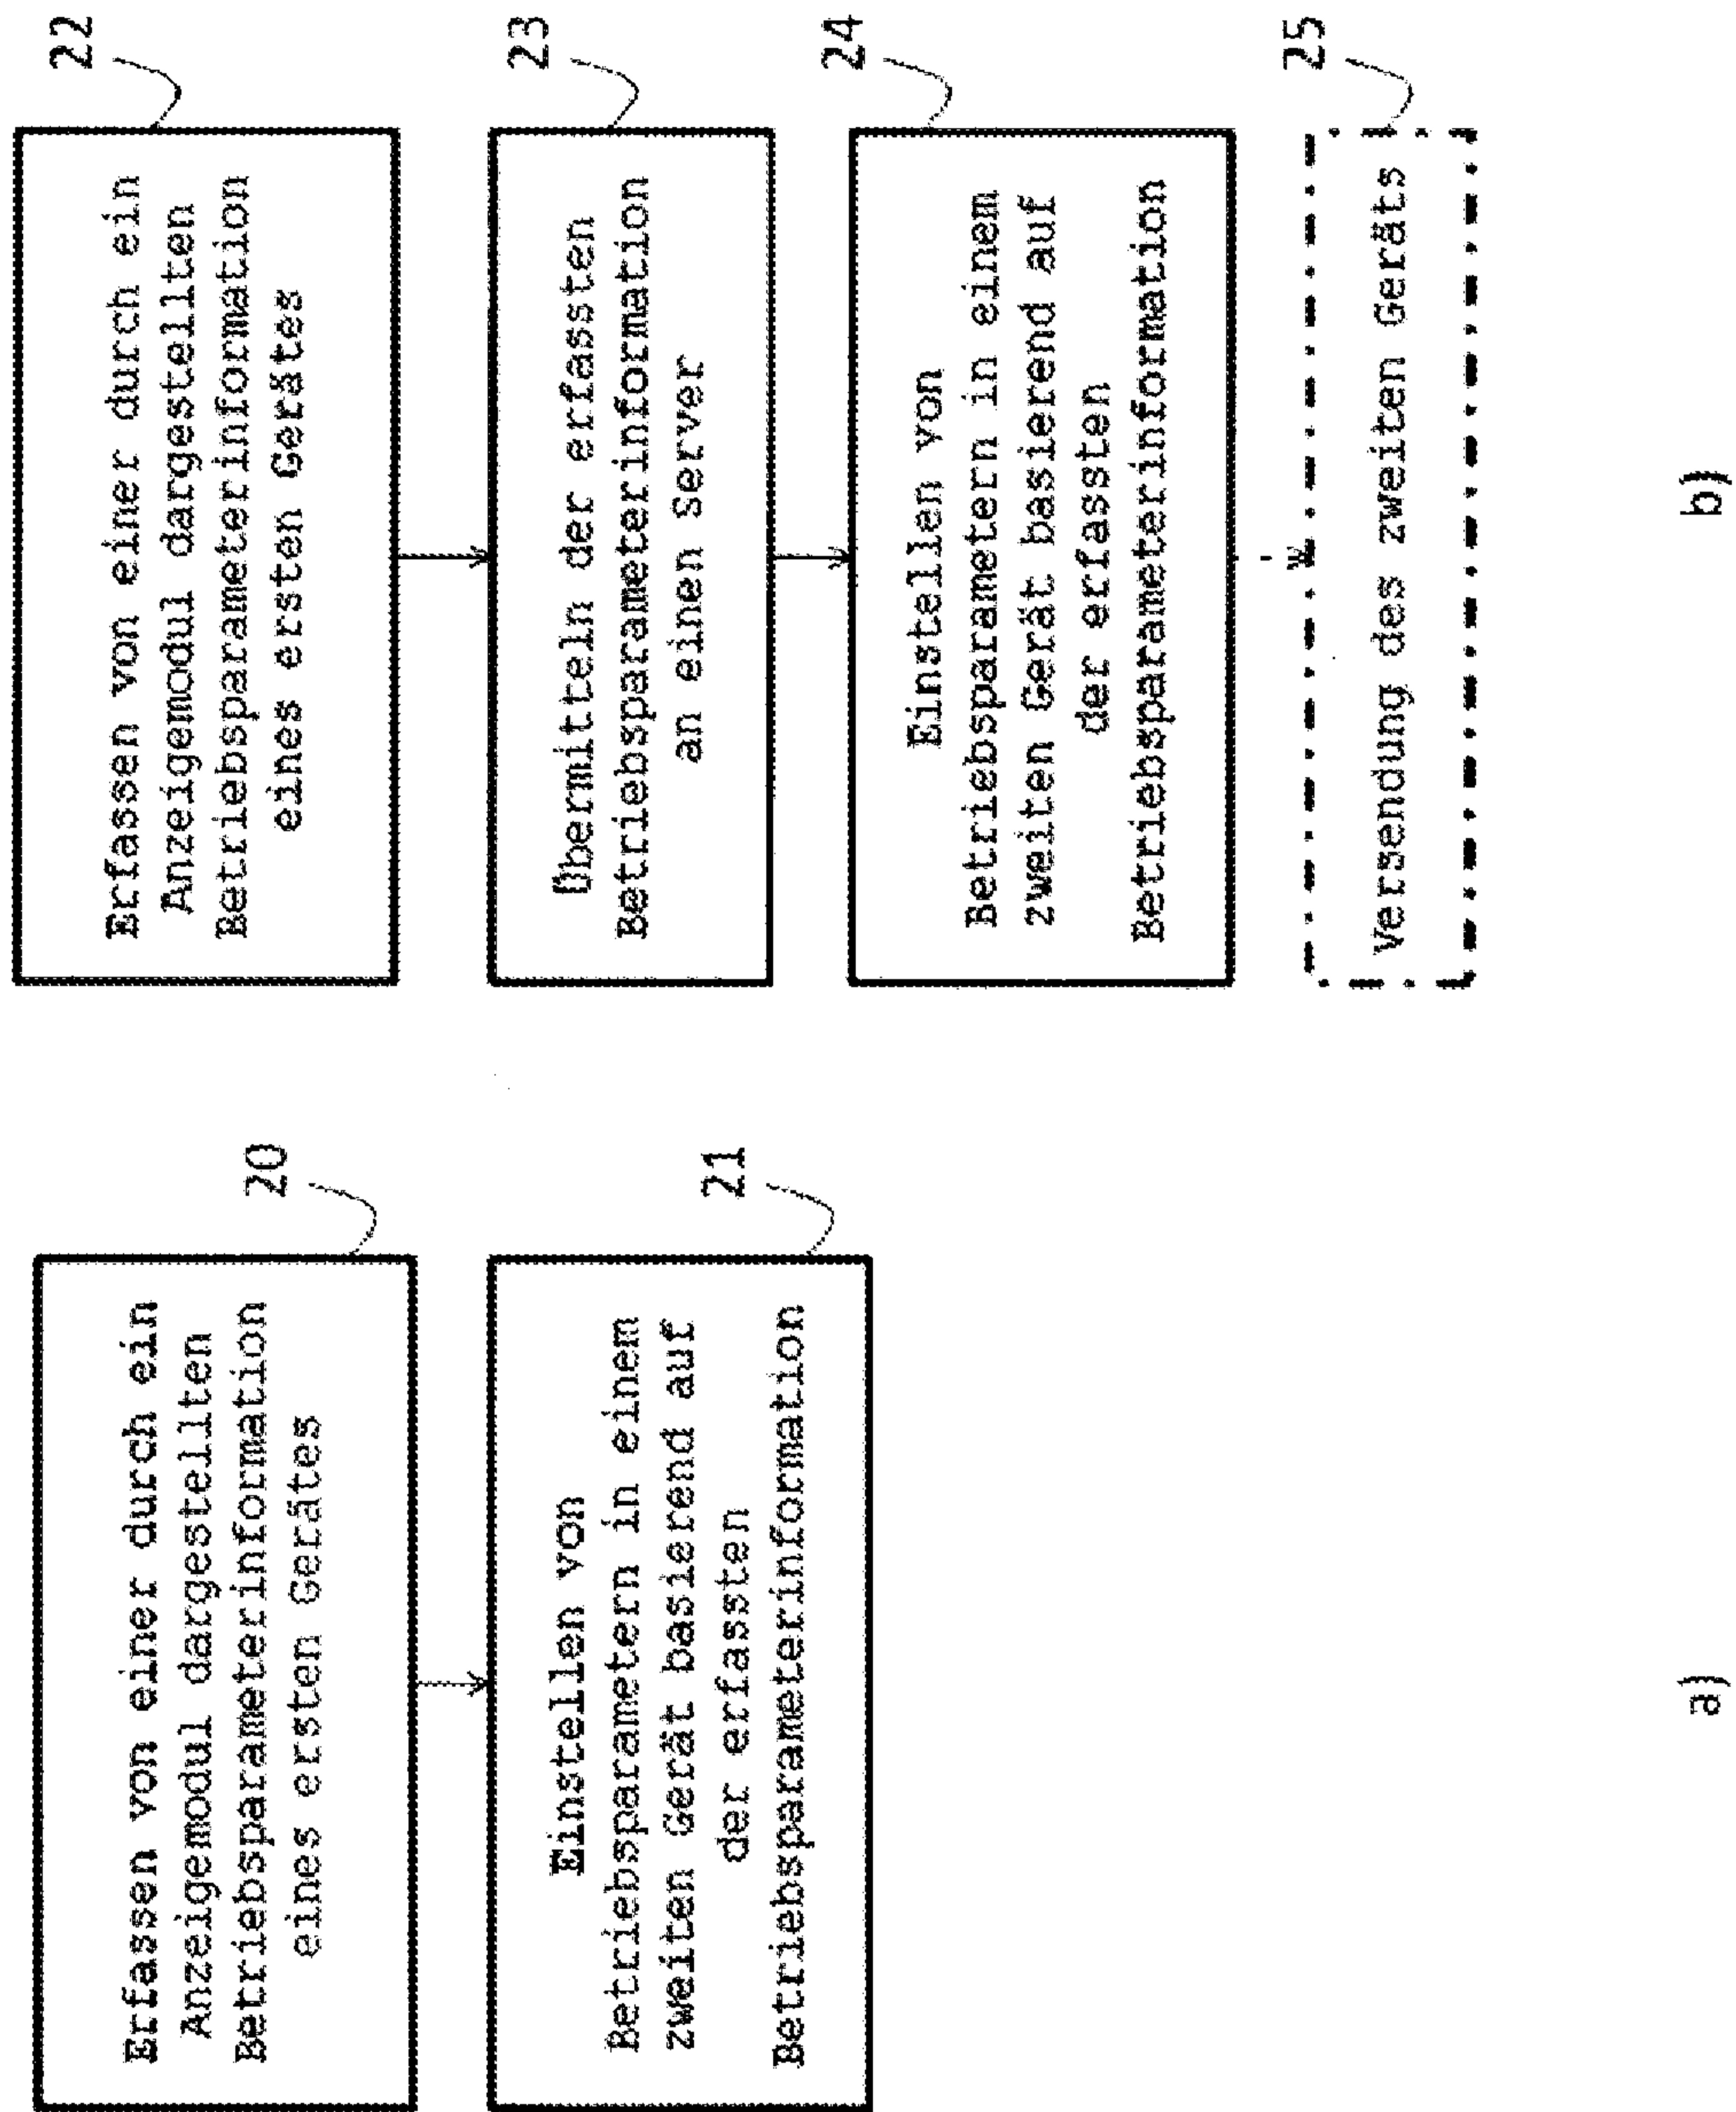 20
Erfassen von einer durch ein
Anzeigemodul dargestellten
Betriebsparameterinformation
eines ersten Gerätes
21
Einstellen von
Betriebsparametern in einem
zweiten Gerät basierend auf
der erfassten
Betriebsparameterinformation
a)
22
Erfassen von einer durch ein
Anzeigemodul dargestellten
Betriebsparameterinformation
eines ersten Gerätes
23
Übermitteln der erfassten
Betriebsparameterinformation
an einen Server
24
Einstellen von
Betriebsparametern in einem
zweiten Gerät basierend auf
der erfassten
Betriebsparameterinformation
25
Versendung des zweiten Geräts
b)